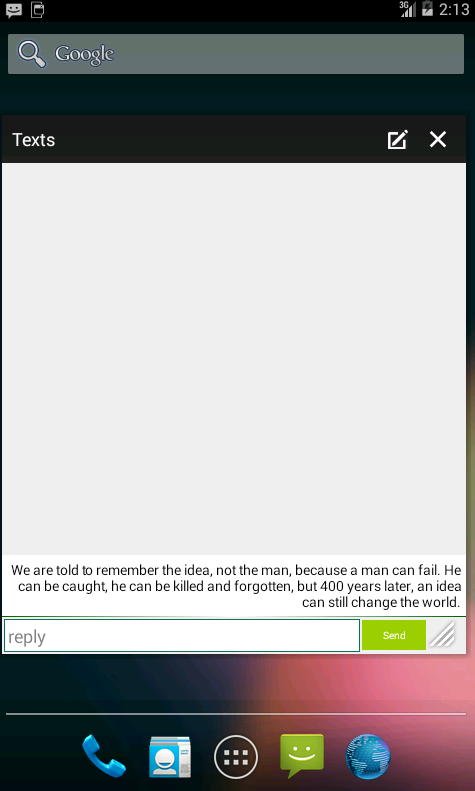 3G 2:13
Google
Texts
We are told to remember the idea, not the man, because a man can fail. He
can be caught, he can be killed and forgotten, but 400 years later, an idea
can still change the world.
reply Send